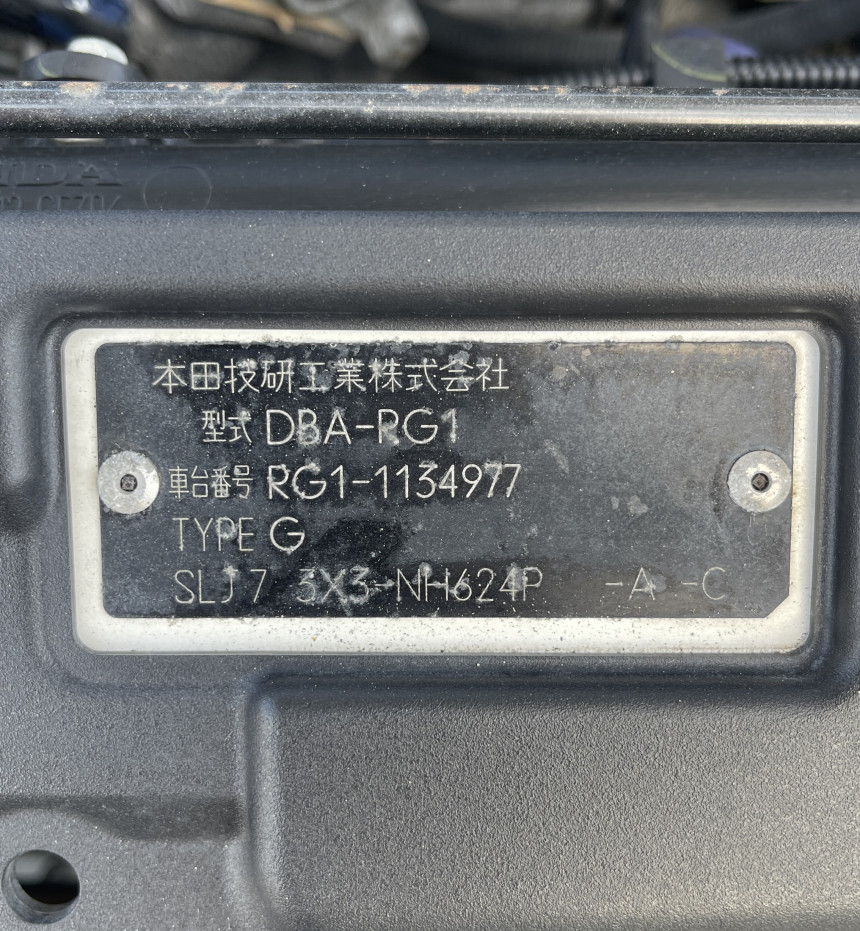 本田技研工業株式会社
型式 DBA-RG1
車台番号 RG1-1134977
TYPE G
SLJ7 3X3-NH624P -A -C